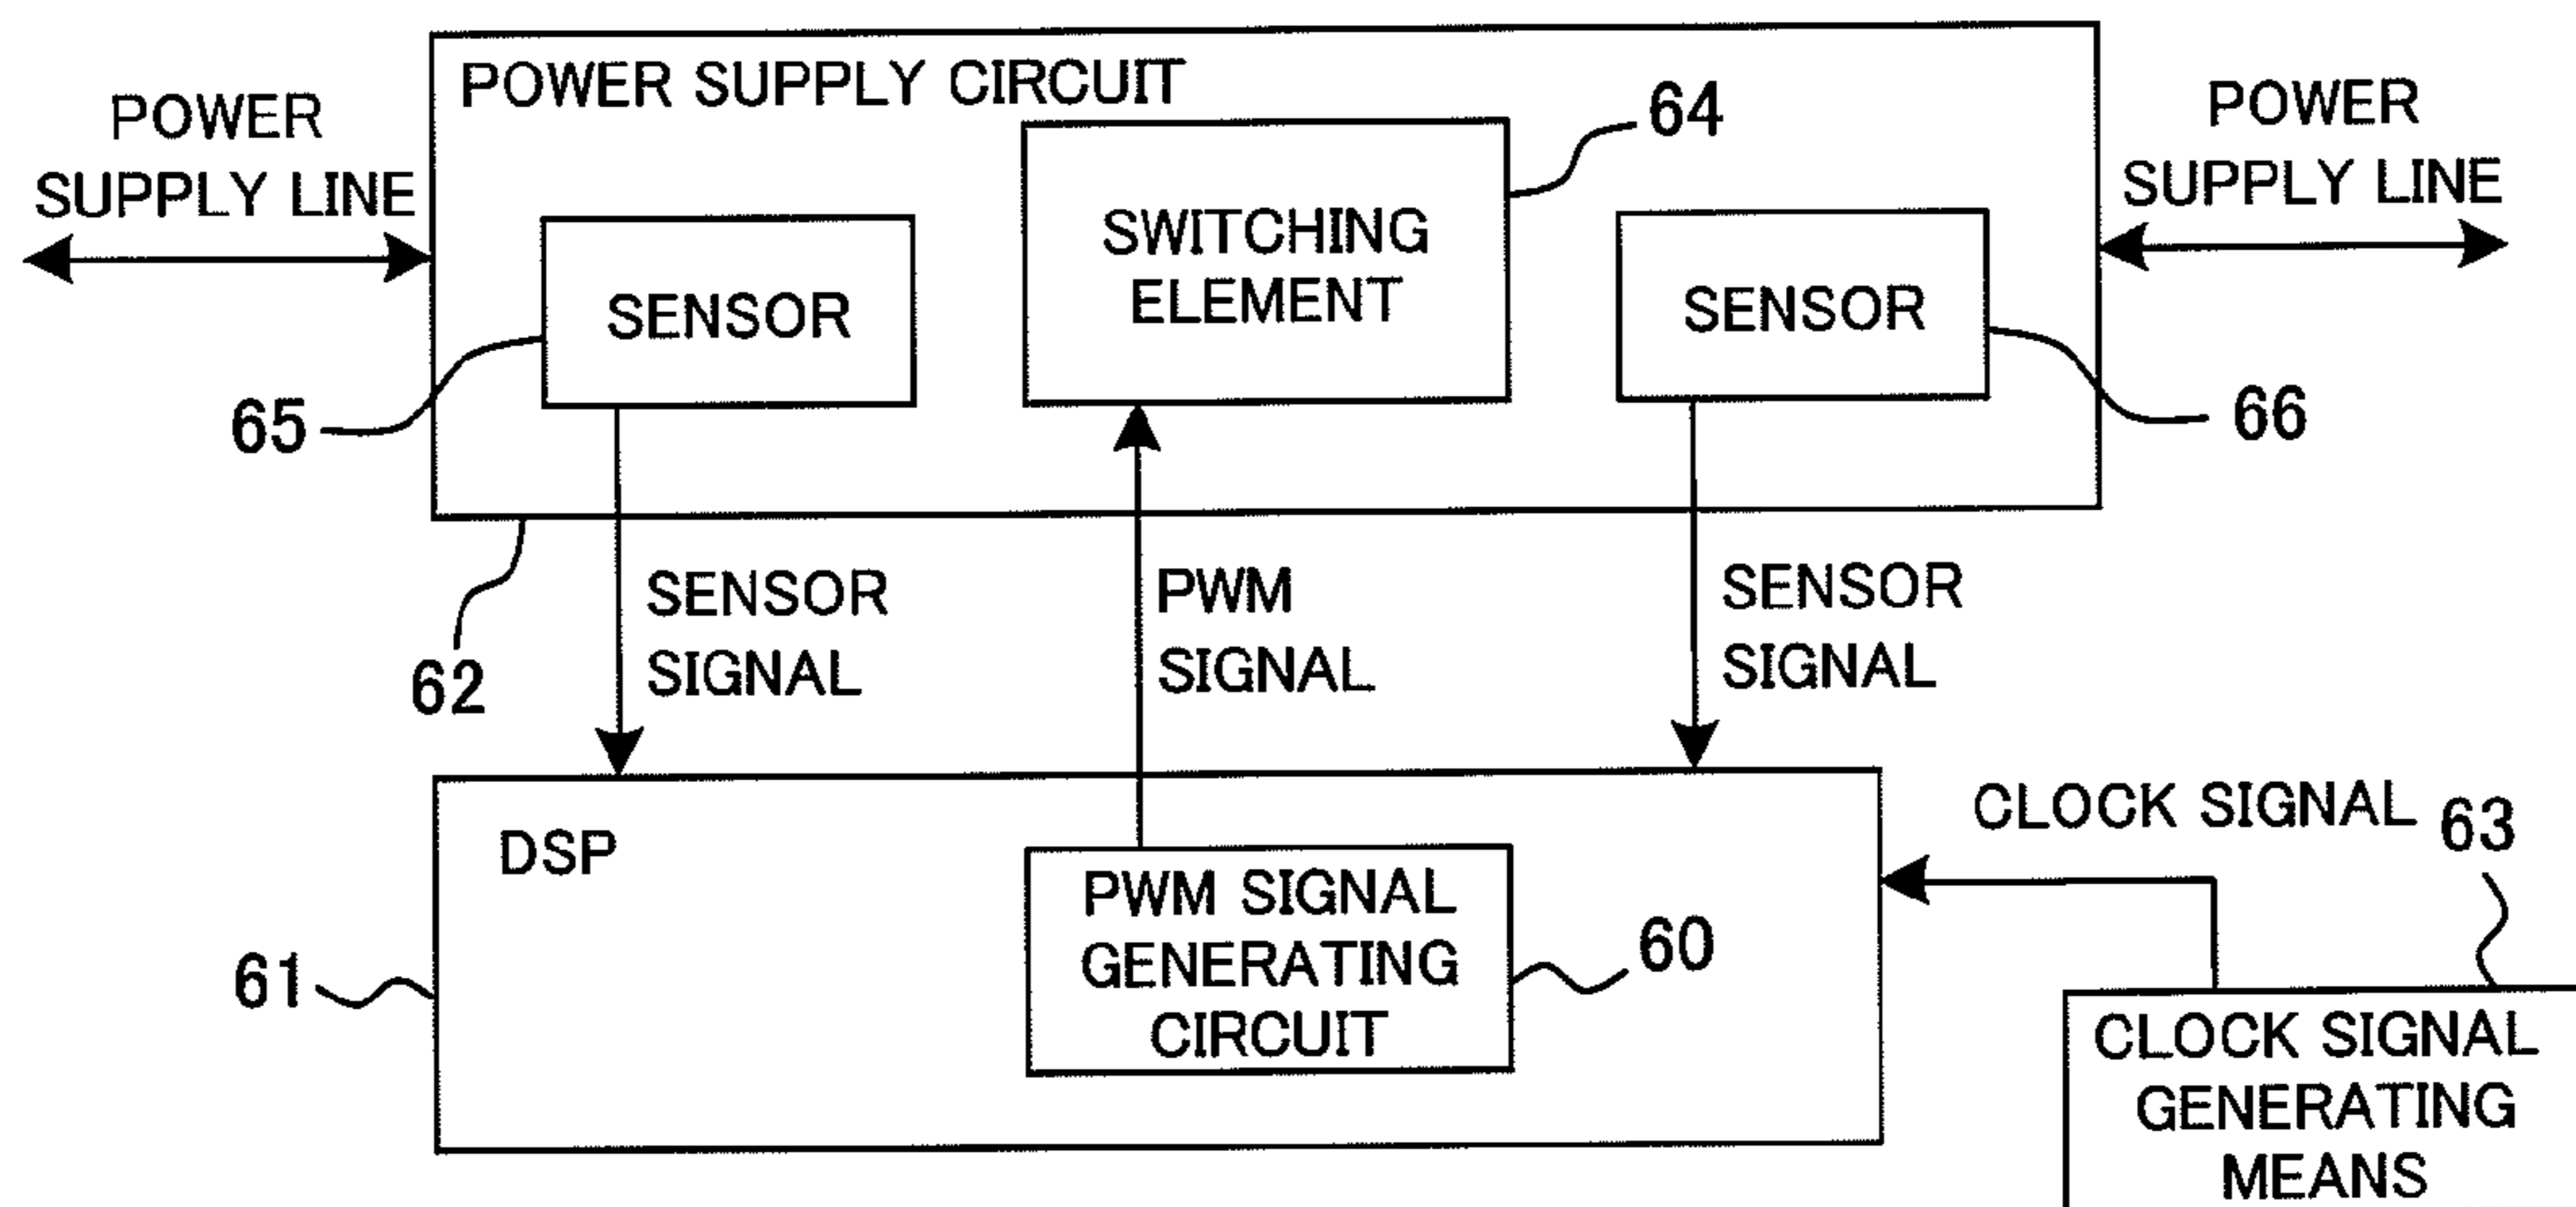 POWER SUPPLY CIRCUIT
POWER
SUPPLY LINE
64
POWER
SUPPLY LINE
SENSOR
SWITCHING
ELEMENT
SENSOR
65
66
62
SENSOR
SIGNAL
PWM
SIGNAL
SENSOR
SIGNAL
DSP
CLOCK SIGNAL
63
61
PWM SIGNAL
GENERATING
CIRCUIT
60
CLOCK SIGNAL
GENERATING
MEANS